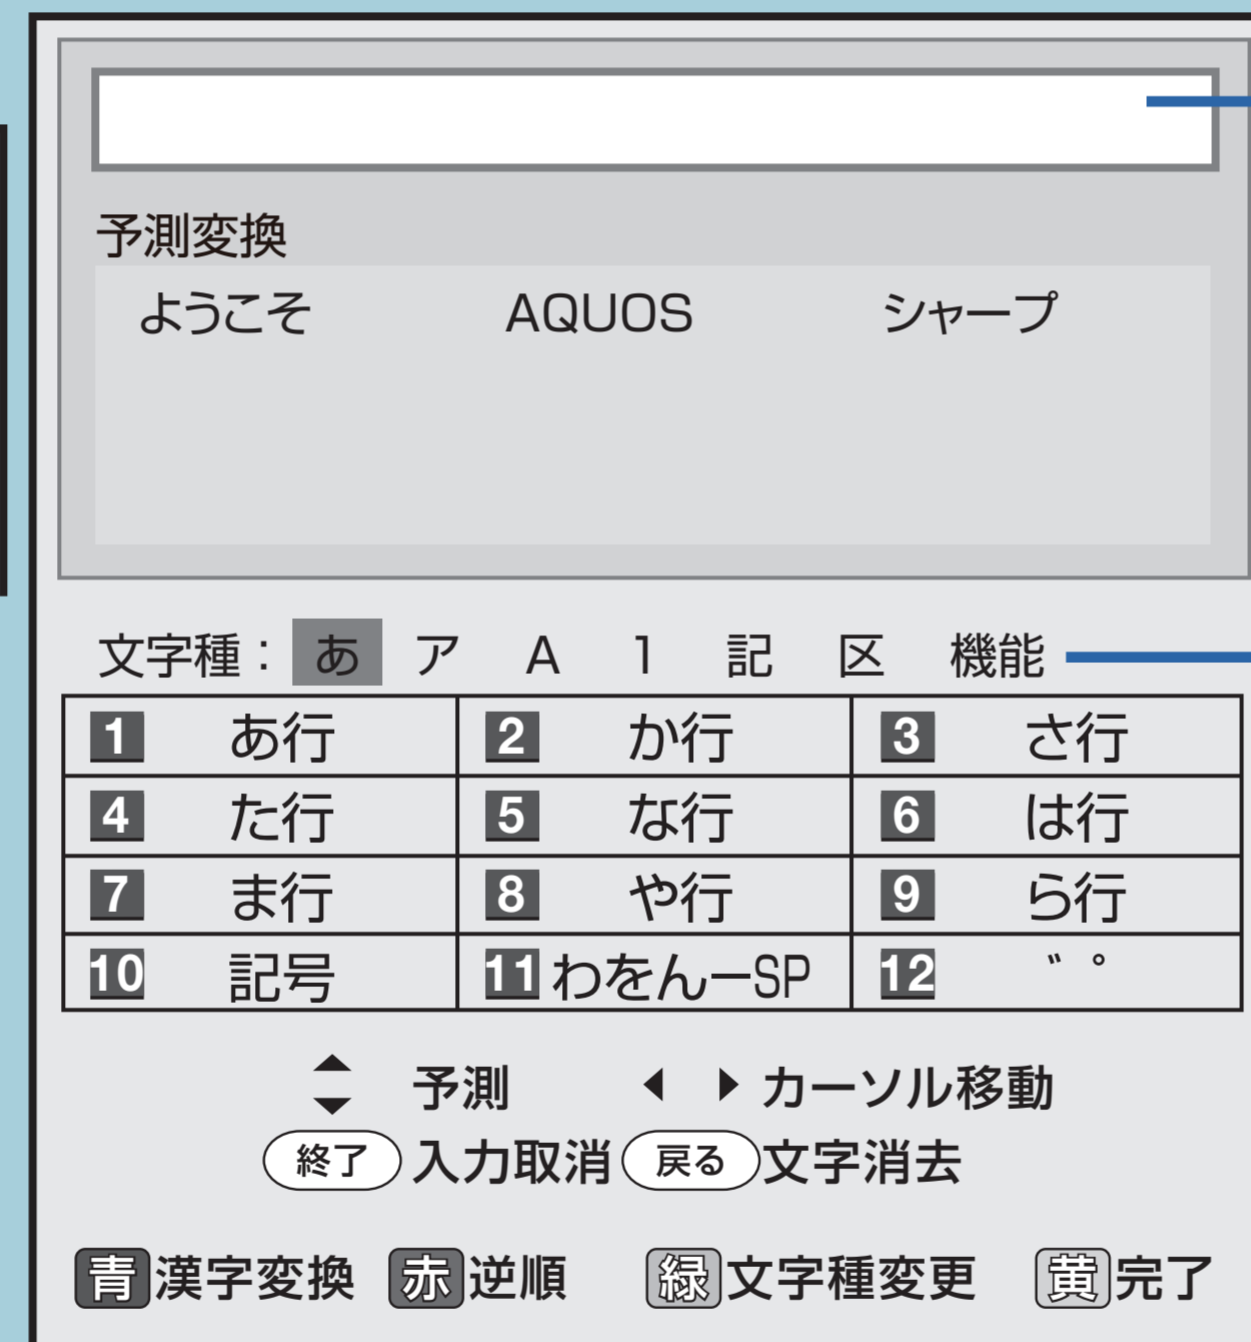 予測変換
ようこそ AQUOS シャープ
文字種： あ ア A 1 記 区 機能
1 あ行 2 か行 3 さ行
4 た行 5 な行 6 は行
7 ま行 8 や行 9 ら行
10 記号 11 わをんーSP 12 ゛゜
予測 カーソル移動
終了 入力取消 戻る 文字消去
青 漢字変換 赤 逆順 緑 文字種変更 黄 完了